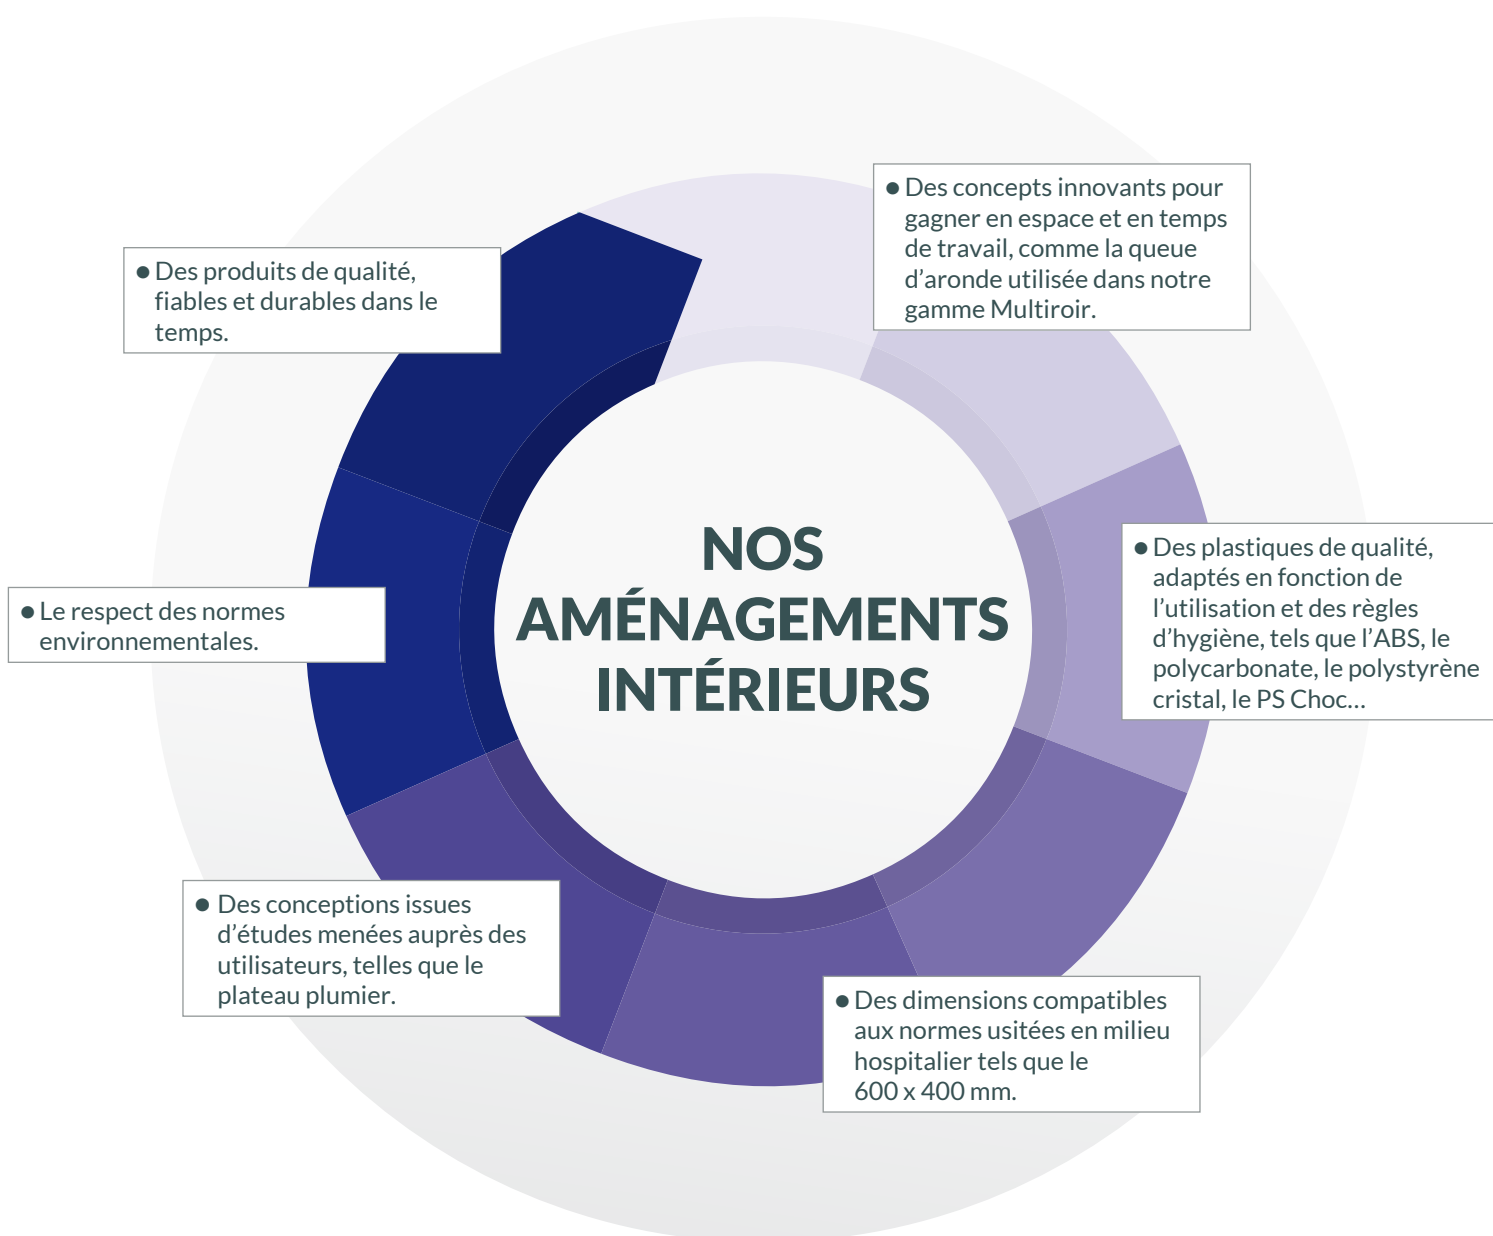 NOS
AMÉNAGEMENTS
INTÉRIEURS
● Des concepts innovants pour
gagner en espace et en temps
de travail, comme la queue
d’aronde utilisée dans notre
gamme Multiroir.
● Des plastiques de qualité,
adaptés en fonction de
l’utilisation et des règles
d’hygiène, tels que l’ABS, le
polycarbonate, le polystyrène
cristal, le PS Choc…
● Des dimensions compatibles
aux normes usitées en milieu
hospitalier tels que le
600 x 400 mm.
● Des conceptions issues
d’études menées auprès des
utilisateurs, telles que le
plateau plumier.
● Le respect des normes
environnementales.
● Des produits de qualité,
fiables et durables dans le
temps.